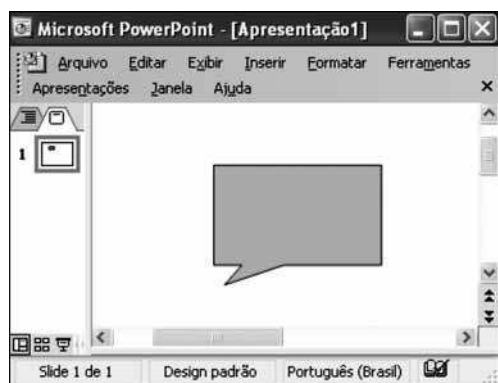 Microsoft PowerPoint - [Apresentação1]
Arquivo Editar Exibir Inserir Formatar Ferramentas
Apresentações Janela Ajuda
1
Slide 1 de 1 Design padrão Português (Brasil)